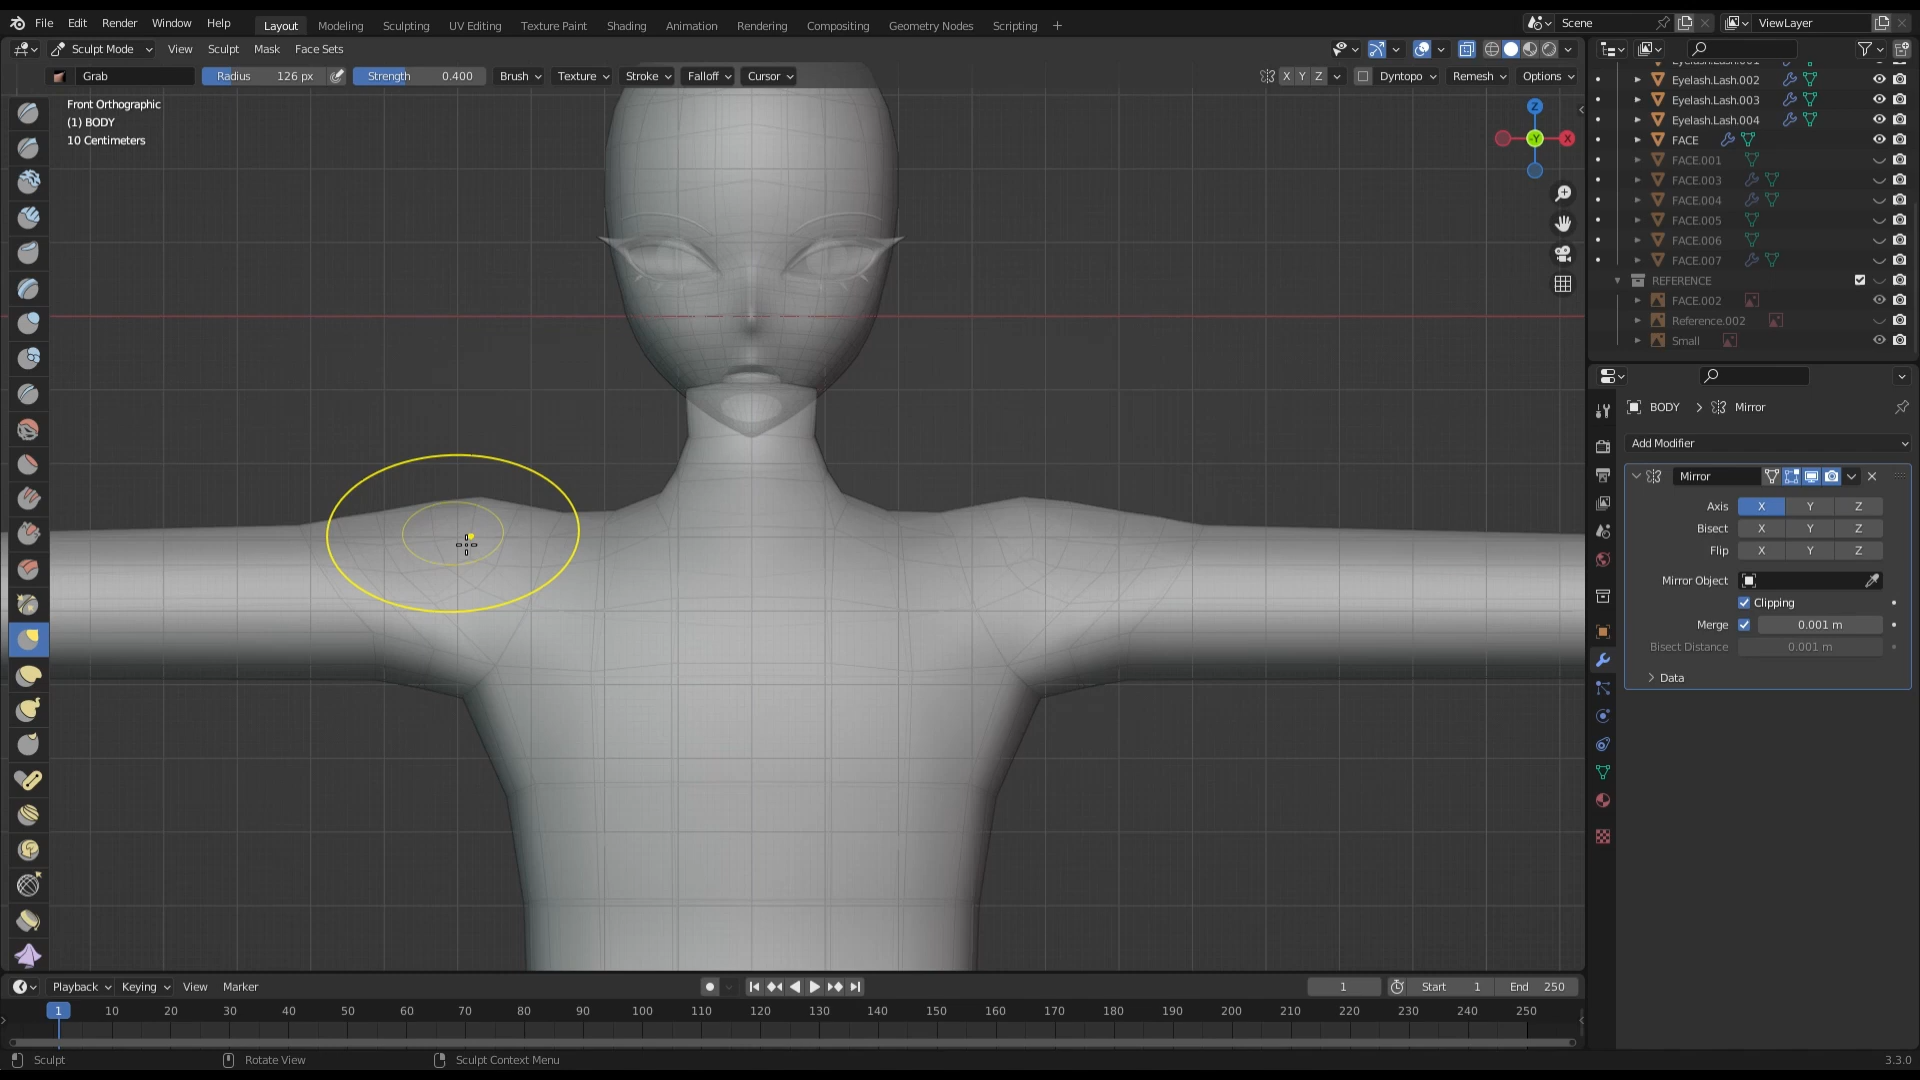 File Edit Render Window Help Layout Modeling Sculpting UV Editing Texture Paint Shading Animation Rendering Compositing Geometry Nodes Scripting + Scene ViewLayer
Sculpt Mode View Sculpt Mask Face Sets
Grab Radius 126 px Strength 0.400 Brush Texture Stroke Falloff Cursor X Y Z Dyntopo Remesh Options
Front Orthographic
(1) BODY
10 Centimeters
Z
Y
X
Eyelash.Lash.002
Eyelash.Lash.003
Eyelash.Lash.004
FACE
FACE.001
FACE.003
FACE.004
FACE.005
FACE.006
FACE.007
REFERENCE
FACE.002
Reference.002
Small
BODY > Mirror
Add Modifier
Mirror
Axis X Y Z
Bisect X Y Z
Flip X Y Z
Mirror Object
Clipping
Merge 0.001 m
Bisect Distance 0.001 m
Data
Playback Keying View Marker 1 Start 1 End 250
1 10 20 30 40 50 60 70 80 90 100 110 120 130 140 150 160 170 180 190 200 210 220 230 240 250
Sculpt Rotate View Sculpt Context Menu 3.3.0